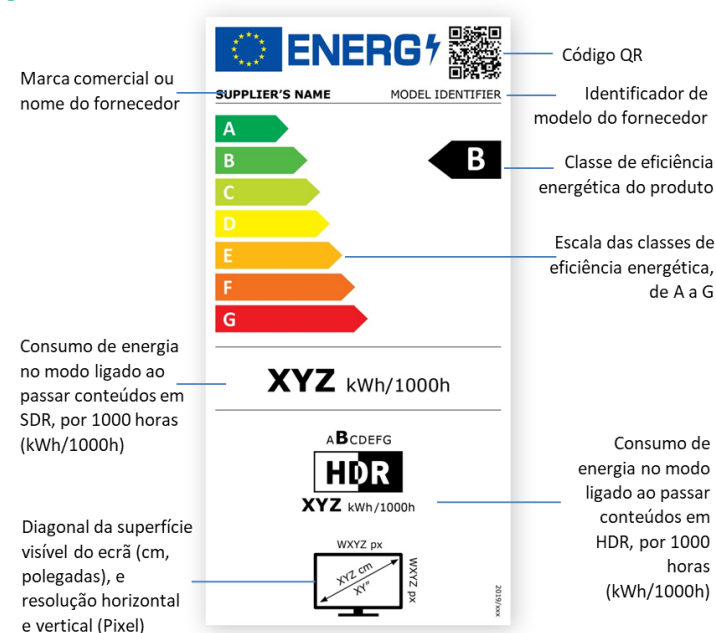 ENERG
Código QR
Marca comercial ou
nome do fornecedor
SUPPLIER'S NAME
MODEL IDENTIFIER
Identificador de
modelo do fornecedor
A
B
C
D
E
F
G
B
Classe de eficiência
energética do produto
Escala das classes de
eficiência energética,
de A a G
Consumo de energia
no modo ligado ao
passar conteúdos em
SDR, por 1000 horas
(kWh/1000h)
XYZ kWh/1000h
ABCDEFG
HDR
XYZ kWh/1000h
Consumo de
energia no modo
ligado ao passar
conteúdos em
HDR, por 1000
horas
(kWh/1000h)
Diagonal da superfície
visível do ecrã (cm,
polegadas), e
resolução horizontal
e vertical (Pixel)
WXYZ px
XYZ cm
XY"
WXYZ px
2019/xxx